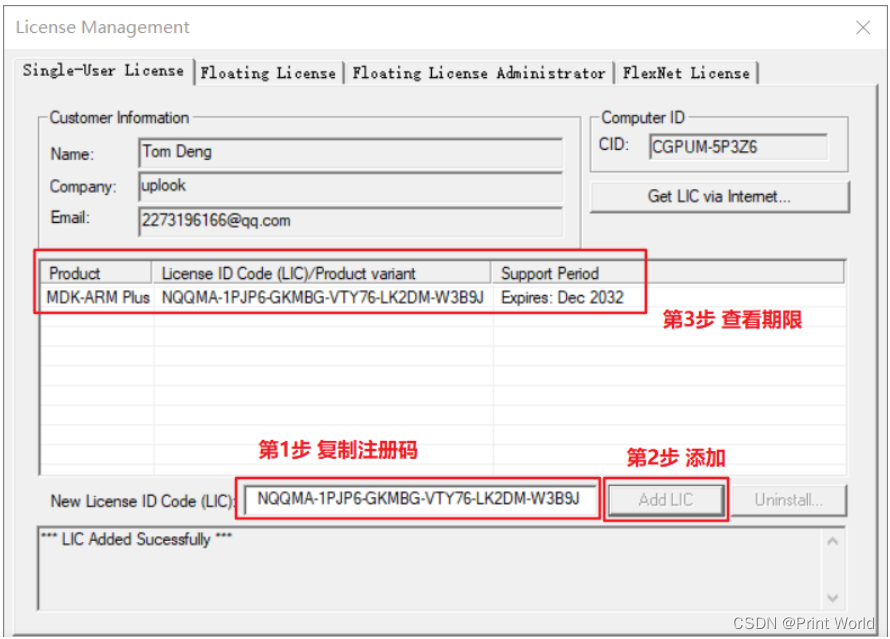 License Management
Single-User License Floating License Floating License Administrator FlexNet License
Customer Information
Name: Tom Deng
Company: uplook
Email: 2273196166@qq.com
Computer ID
CID: CGPUM-5P3Z6
Get LIC via Internet...
Product License ID Code (LIC)/Product variant Support Period
MDK-ARM Plus NQQMA-1PJP6-GKMBG-VTY76-LK2DM-W3B9J Expires: Dec 2032
第3步 查看期限
第1步 复制注册码
第2步 添加
New License ID Code (LIC): NQQMA-1PJP6-GKMBG-VTY76-LK2DM-W3B9J Add LIC Uninstall...
*** LIC Added Sucessfully ***
CSDN @Print World